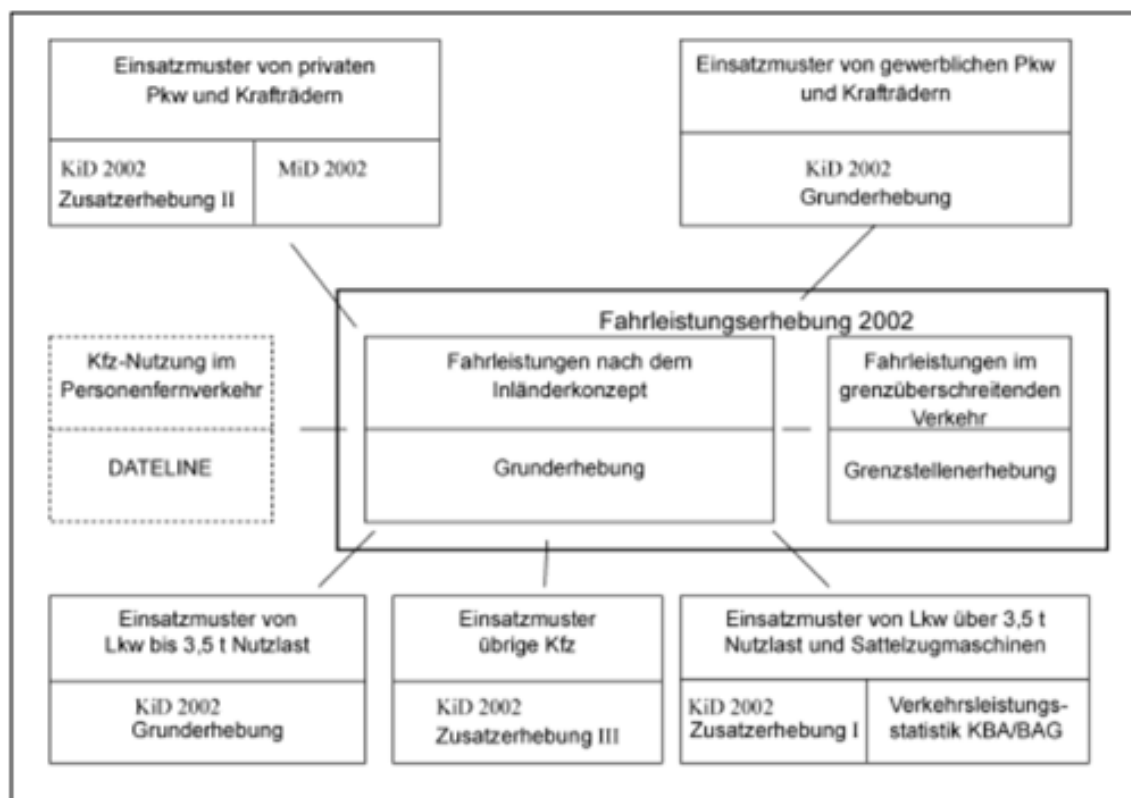 Einsatzmuster von privaten
Pkw und Krafträdern
KiD 2002
Zusatzerhebung II
MiD 2002
Einsatzmuster von gewerblichen Pkw
und Krafträdern
KiD 2002
Grunderhebung
Fahrleistungserhebung 2002
Kfz-Nutzung im
Personenfernverkehr
DATELINE
Fahrleistungen nach dem
Inländerkonzept
Grunderhebung
Fahrleistungen im
grenzüberschreitenden
Verkehr
Grenzstellenerhebung
Einsatzmuster von
Lkw bis 3,5 t Nutzlast
KiD 2002
Grunderhebung
Einsatzmuster
übrige Kfz
KiD 2002
Zusatzerhebung III
Einsatzmuster von Lkw über 3,5 t
Nutzlast und Sattelzugmaschinen
KiD 2002
Zusatzerhebung I
Verkehrsleistungs-
statistik KBA/BAG